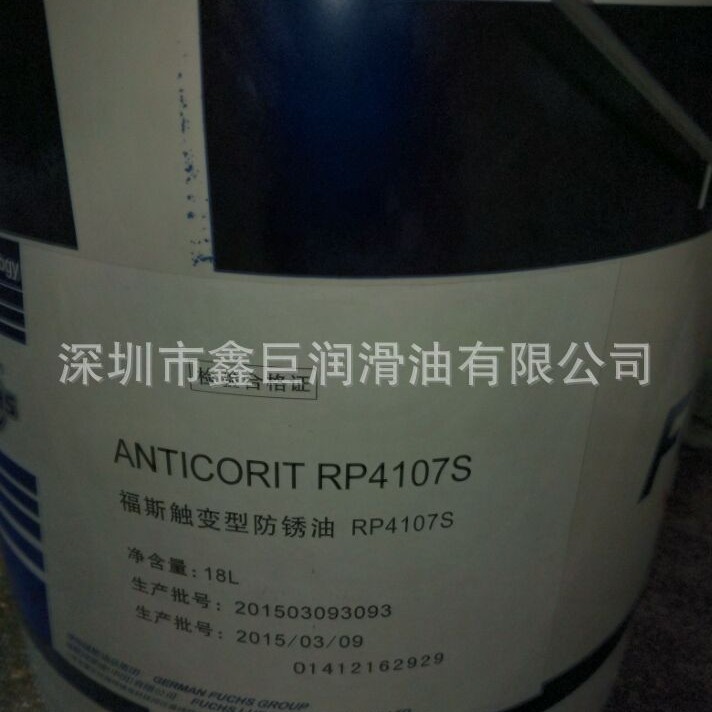 ogy
深圳市鑫巨润滑油有限公司
检验合格证
ANTICORIT RP4107S
福斯触变型防锈油 RP4107S
净含量: 18L
生产批号: 201503093093
生产批号: 2015/03/09
01412162929
GERMAN FUCHS GROUP